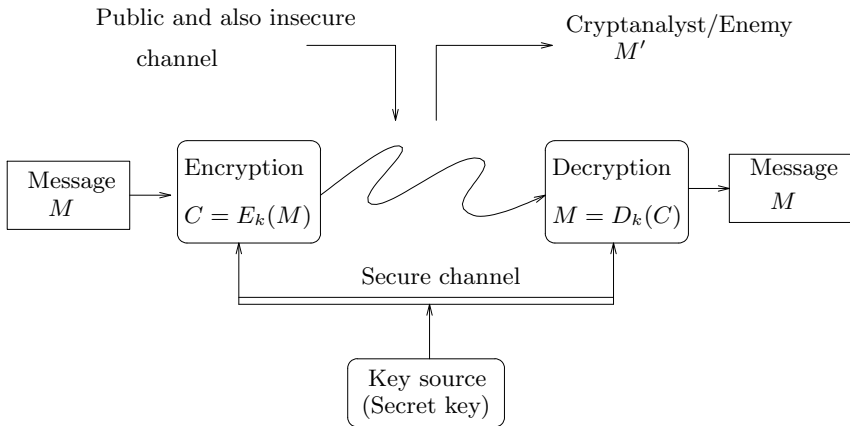 Public and also insecure
channel
Cryptanalyst/Enemy
M′
Message
M
Encryption
C = E_k(M)
Decryption
M = D_k(C)
Message
M
Secure channel
Key source
(Secret key)